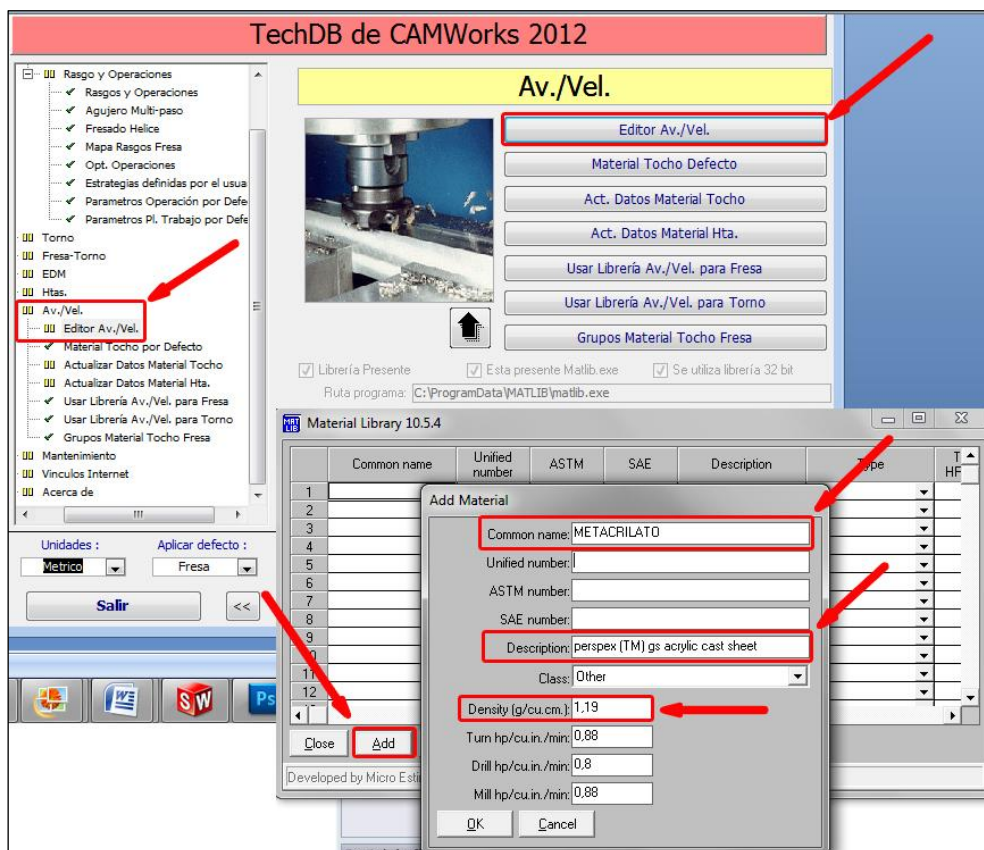 TechDB de CAMWorks 2012
Rasgo y Operaciones
Rasgos y Operaciones
Agujero Multi-paso
Fresado Helice
Mapa Rasgos Fresa
Opt. Operaciones
Estrategias definidas por el usua
Parametros Operación por Defe
Parametros Pl. Trabajo por Defe
Torno
Fresa-Torno
EDM
Htas.
Av./Vel.
Editor Av./Vel.
Material Tocho por Defecto
Actualizar Datos Material Tocho
Actualizar Datos Material Hta.
Usar Librería Av./Vel. para Fresa
Usar Librería Av./Vel. para Torno
Grupos Material Tocho Fresa
Mantenimiento
Vinculos Internet
Acerca de
Unidades : Aplicar defecto :
Metrico Fresa
Salir <<
Av./Vel.
Editor Av./Vel.
Material Tocho Defecto
Act. Datos Material Tocho
Act. Datos Material Hta.
Usar Librería Av./Vel. para Fresa
Usar Librería Av./Vel. para Torno
Grupos Material Tocho Fresa
Librería Presente Esta presente Matlib.exe Se utiliza librería 32 bit
Ruta programa: C:\ProgramData\MATLIB\matlib.exe
MAT LIB Material Library 10.5.4
Common name Unified number ASTM SAE Description Type T HF
1
2
3
4
5
6
7
8
9
10
11
12
Close Add
Developed by Micro Esti
Add Material
Common name: METACRILATO
Unified number:
ASTM number:
SAE number:
Description: perspex (TM) gs acrylic cast sheet
Class: Other
Density (g/cu.cm.): 1,19
Turn hp/cu.in./min: 0,88
Drill hp/cu.in./min: 0,8
Mill hp/cu.in./min: 0,88
OK Cancel
W
SW
Ps